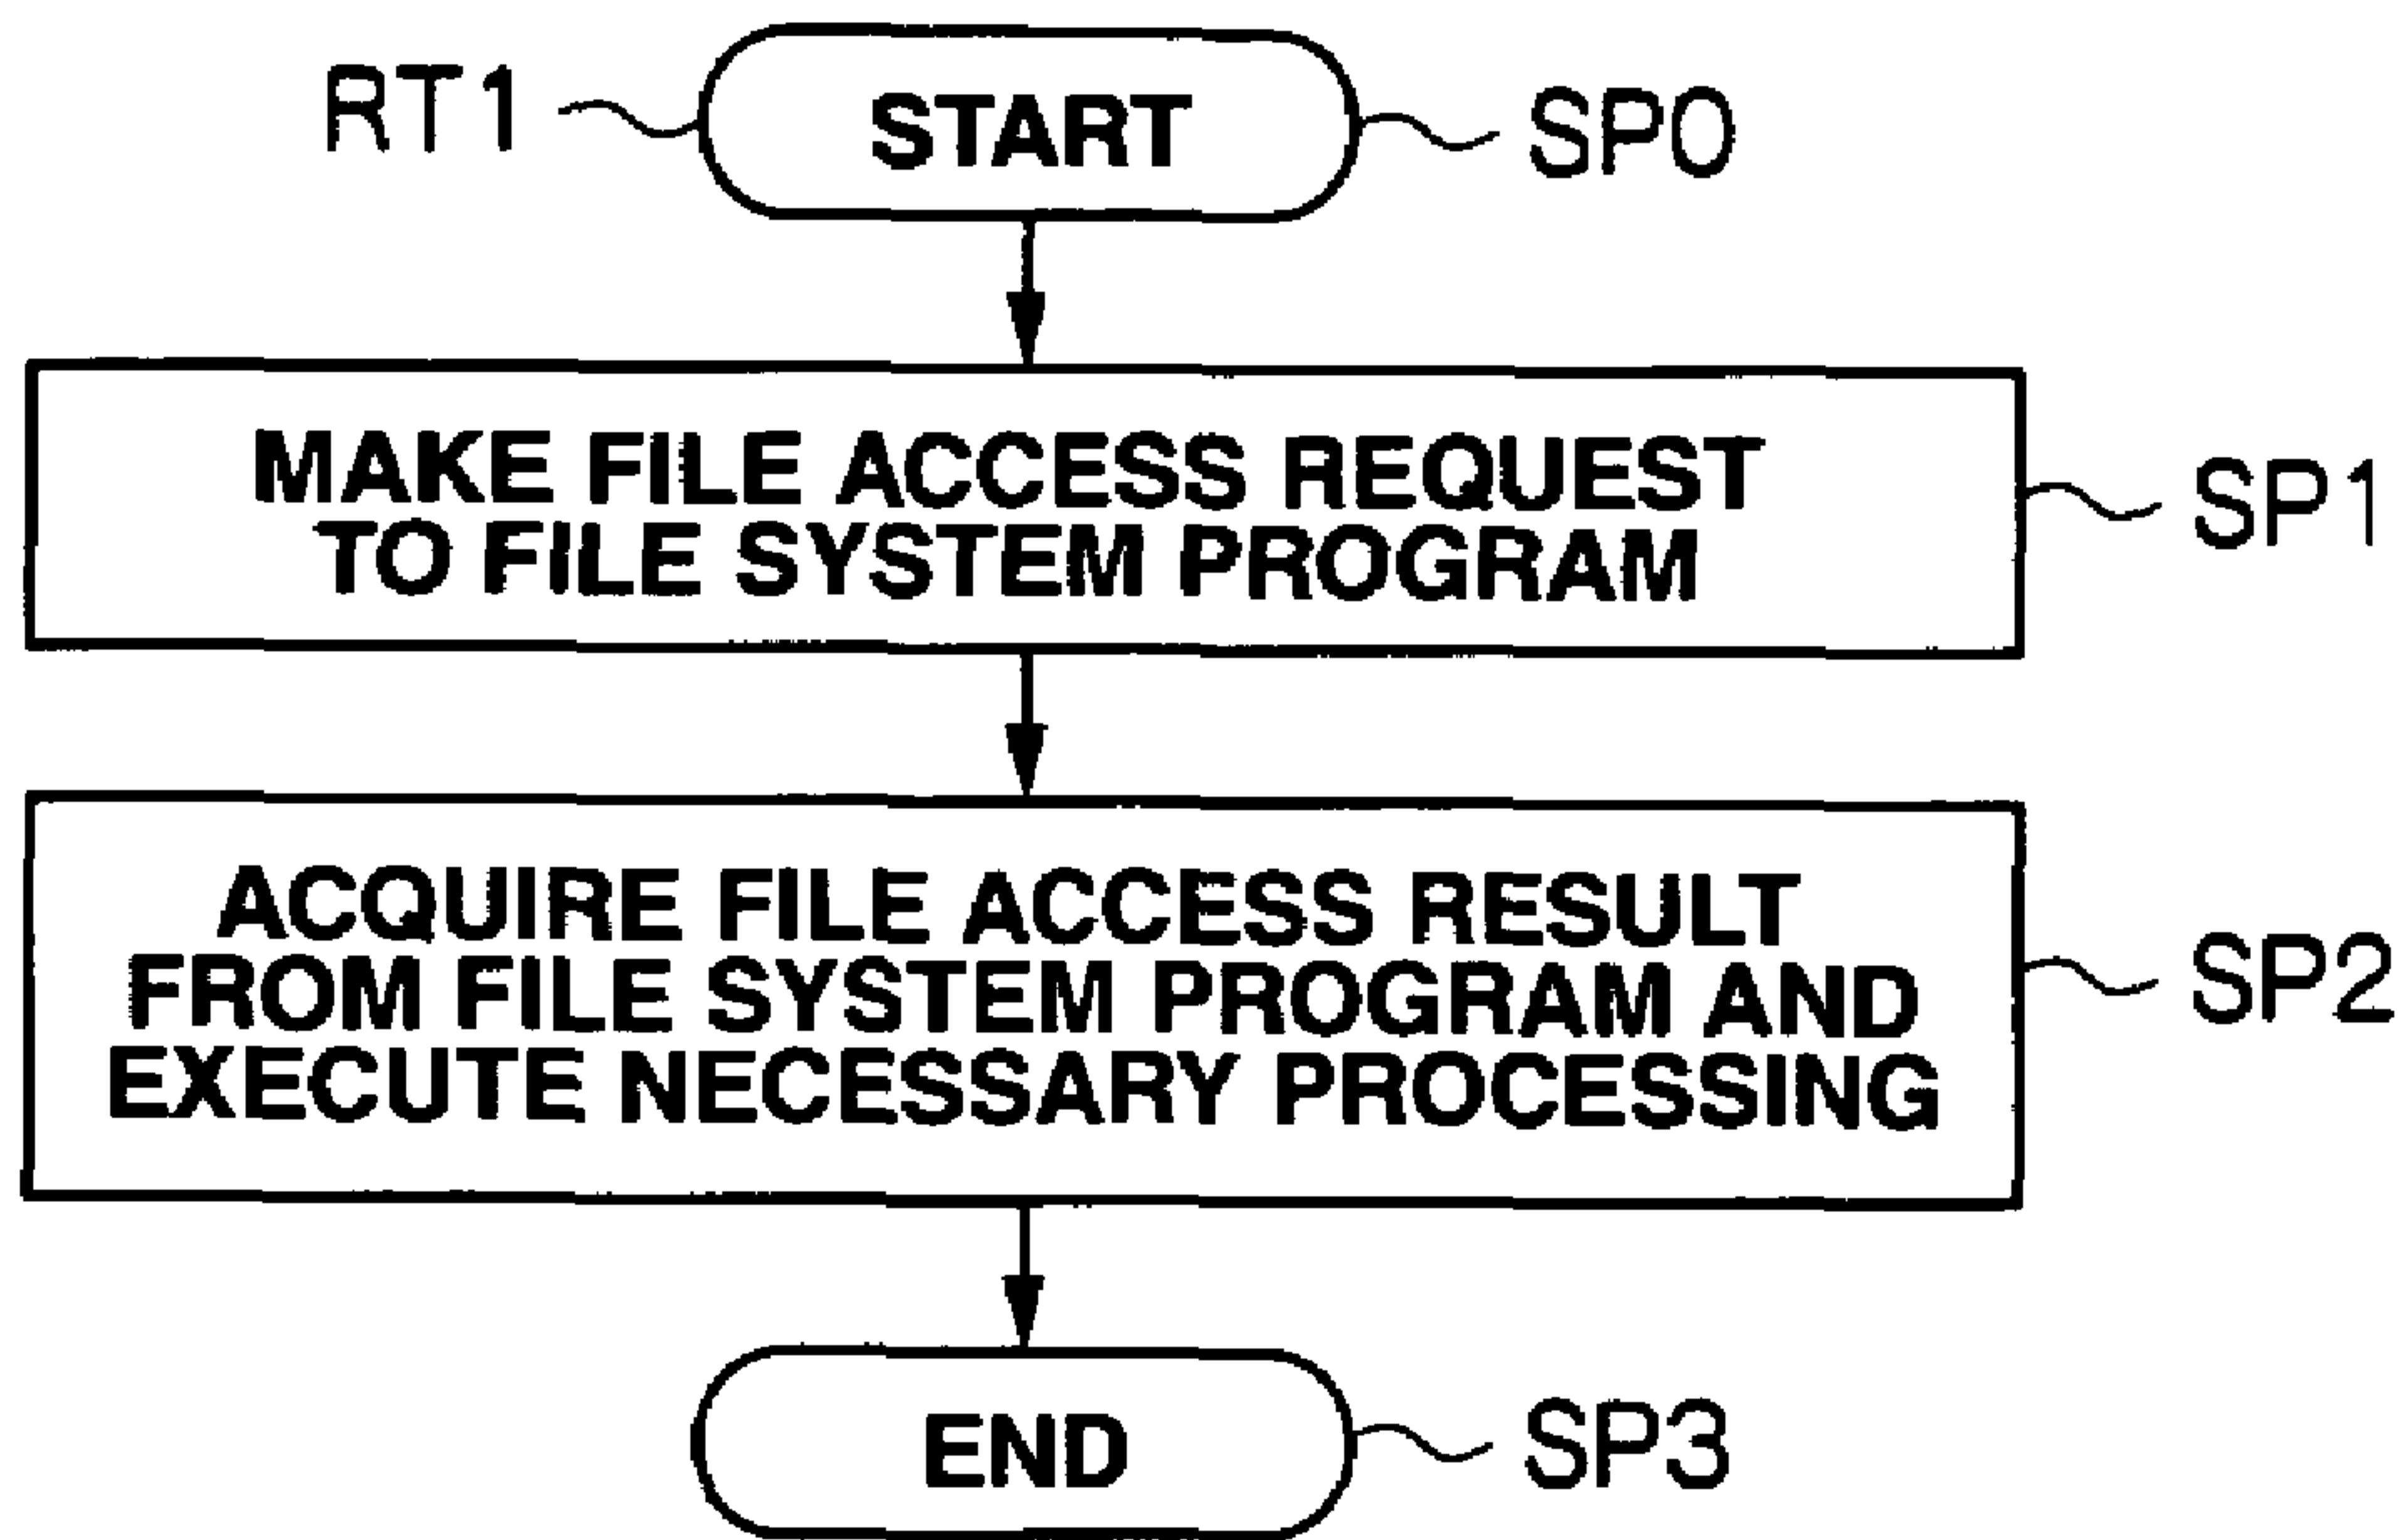 RT1
START
SP0
MAKE FILE ACCESS REQUEST
TO FILE SYSTEM PROGRAM
SP1
ACQUIRE FILE ACCESS RESULT
FROM FILE SYSTEM PROGRAM AND
EXECUTE NECESSARY PROCESSING
SP2
END
SP3